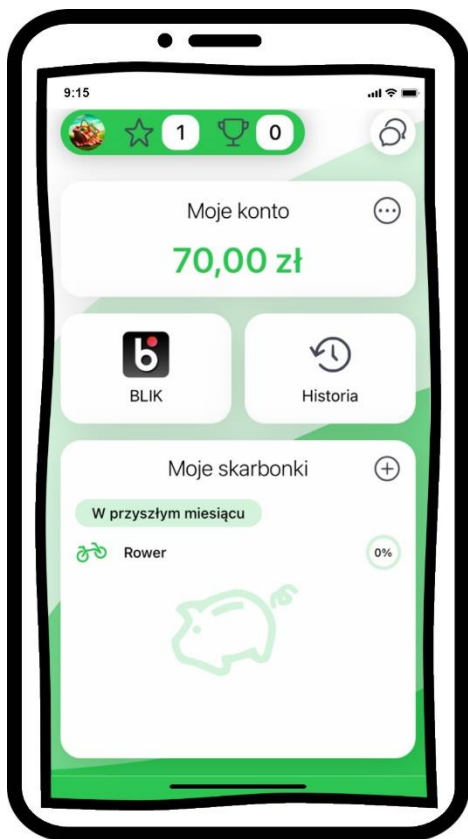 9:15
1 0
Moje konto
70,00 zł
b
BLIK Historia
Moje skarbonki
W przyszłym miesiącu
Rower 0%